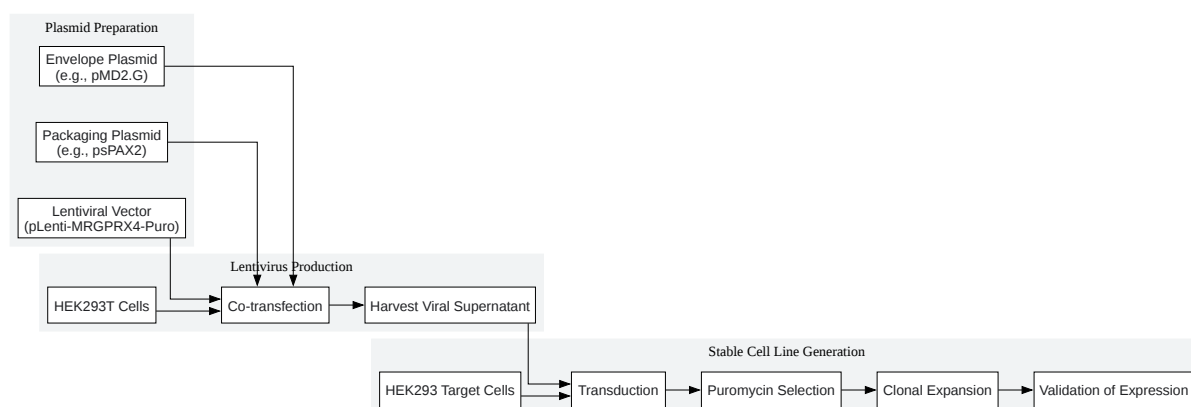 Plasmid Preparation
Envelope Plasmid
(e.g., pMD2.G)
Packaging Plasmid
(e.g., psPAX2)
Lentiviral Vector
(pLenti-MRGPRX4-Puro)
Lentivirus Production
HEK293T Cells
Co-transfection
Harvest Viral Supernatant
Stable Cell Line Generation
HEK293 Target Cells
Transduction
Puromycin Selection
Clonal Expansion
Validation of Expression